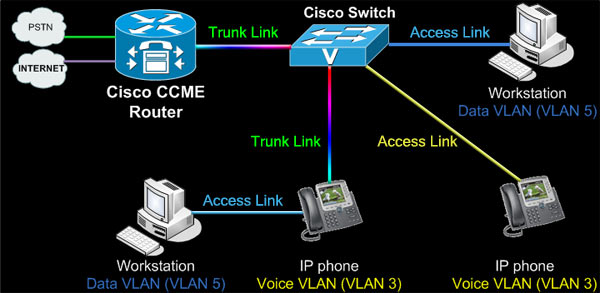 PSTN
INTERNET
Cisco CCME
Router
Trunk Link
Cisco Switch
V
Access Link
Workstation
Data VLAN (VLAN 5)
Trunk Link
Access Link
Access Link
Workstation
Data VLAN (VLAN 5)
IP phone
Voice VLAN (VLAN 3)
IP phone
Voice VLAN (VLAN 3)